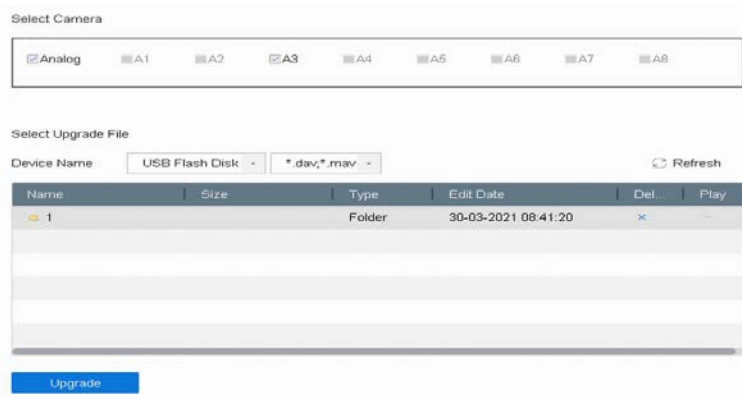 Select Camera
Analog A1 A2 A3 A4 A5 A6 A7 A8
Select Upgrade File
Device Name USB Flash Disk *.dav;*.mav Refresh
Name Size Type Edit Date Del... Play
1 Folder 30-03-2021 08:41:20
Upgrade